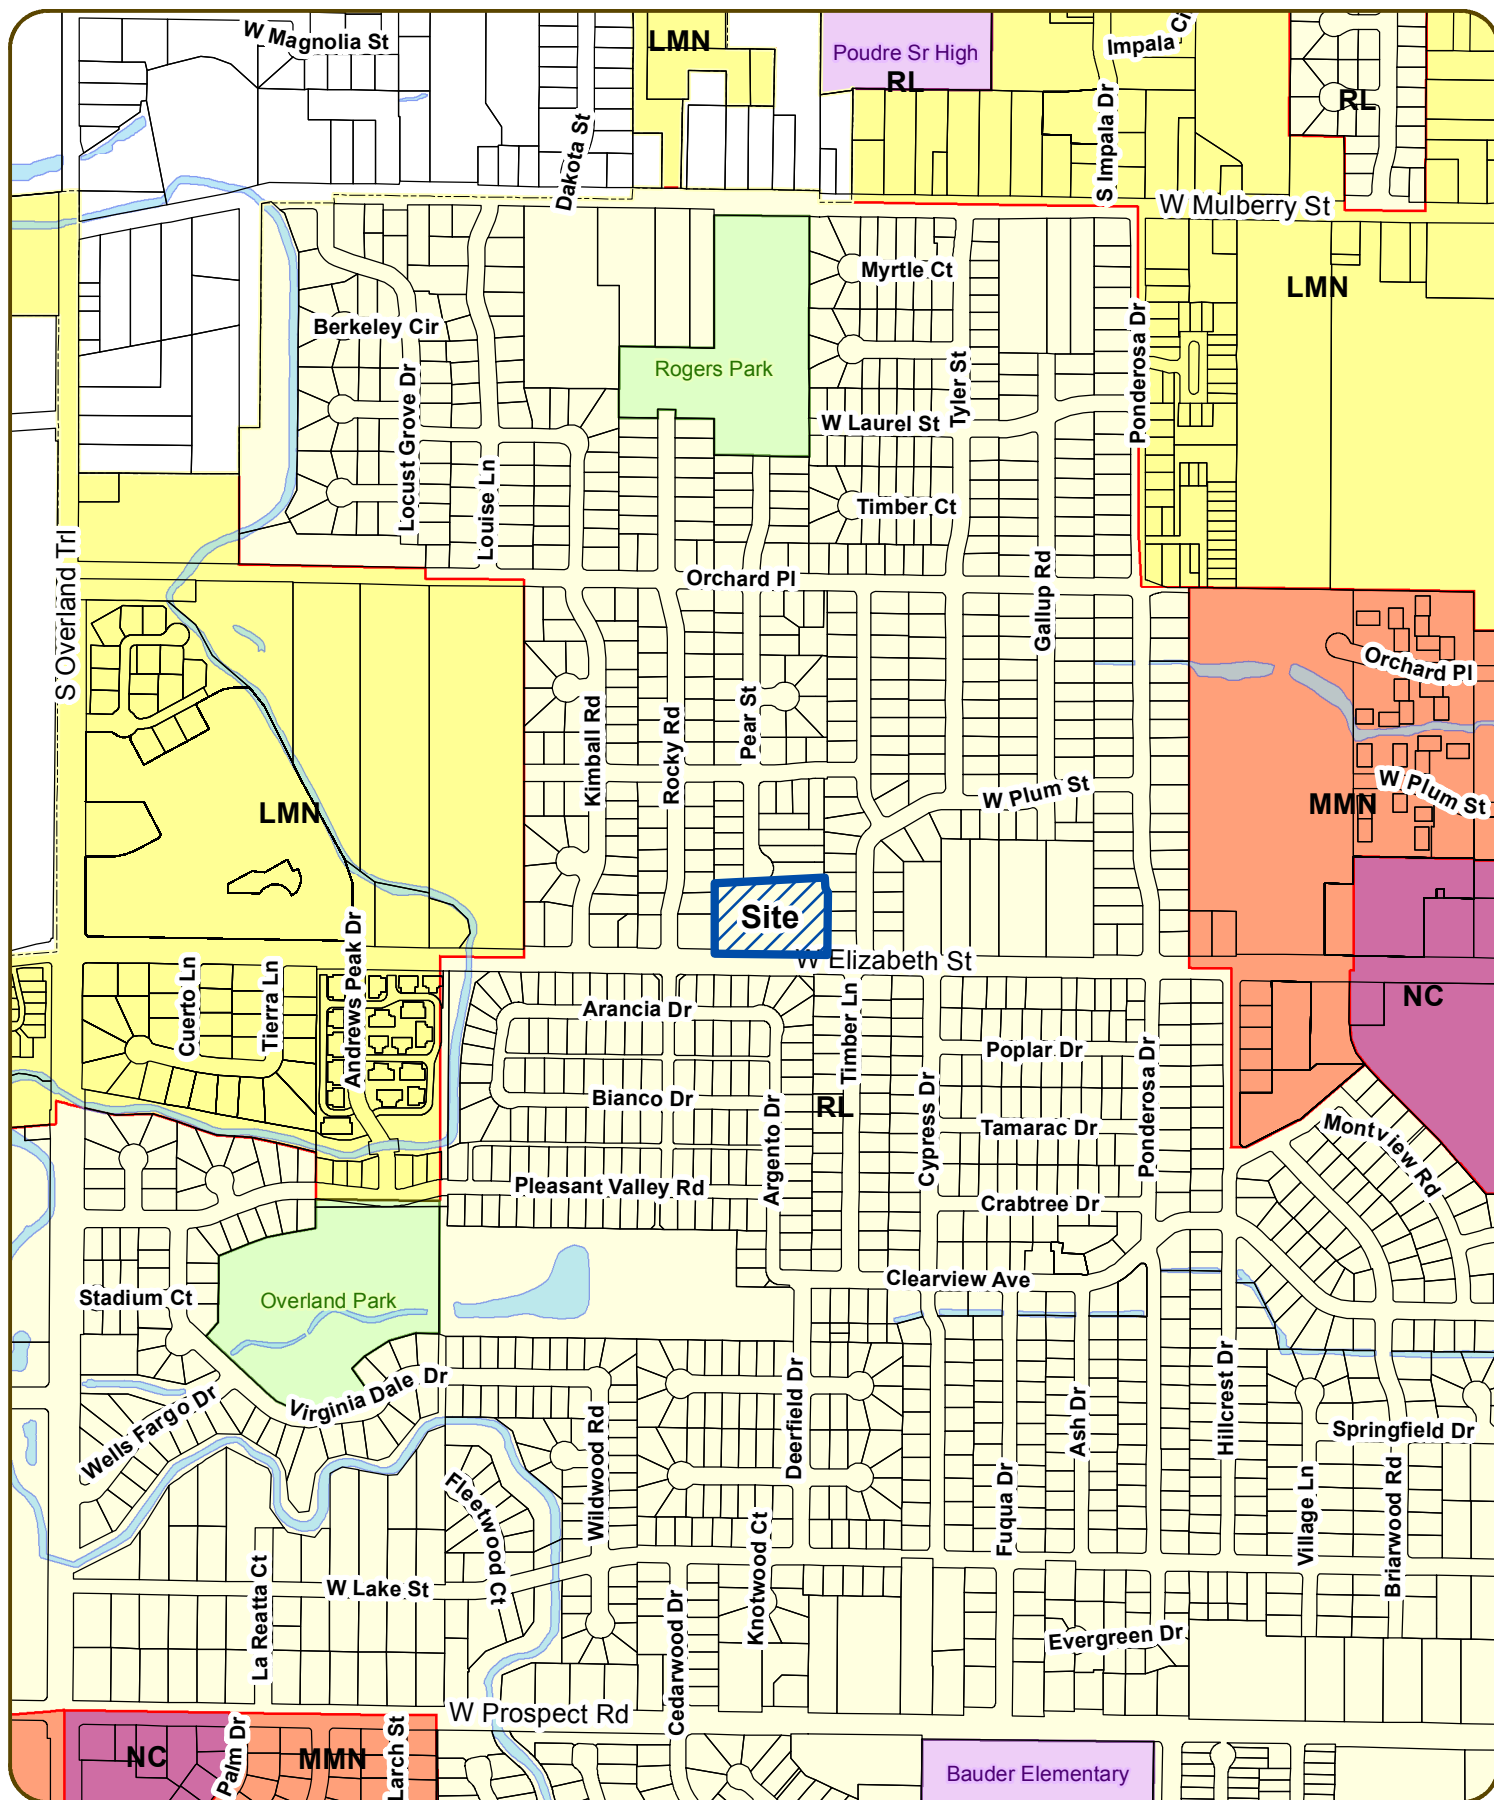 W Magnolia St
LMN
Poudre Sr High
RL
Impala Ci
RL
Dakota St
S Impala Dr
W Mulberry St
Myrtle Ct
LMN
Berkeley Cir
Rogers Park
Ponderosa Dr
Tyler St
Locust Grove Dr
W Laurel St
Louise Ln
Timber Ct
S Overland Trl
Orchard Pl
Gallup Rd
Orchard Pl
Kimball Rd
Rocky Rd
Pear St
W Plum St
W Plum St
LMN
MMN
Site
W Elizabeth St
Andrews Peak Dr
Cuerto Ln
Tierra Ln
NC
Arancia Dr
Timber Ln
Poplar Dr
Ponderosa Dr
Bianco Dr
RL
Cypress Dr
Tamarac Dr
Montview Rd
Argento Dr
Pleasant Valley Rd
Crabtree Dr
Clearview Ave
Stadium Ct
Overland Park
Virginia Dale Dr
Deerfield Dr
Hillcrest Dr
Wells Fargo Dr
Ash Dr
Springfield Dr
Wildwood Rd
Fleetwood Ct
Fuqua Dr
Village Ln
Briarwood Rd
Knotwood Ct
La Reatta Ct
W Lake St
Cedarwood Dr
Evergreen Dr
W Prospect Rd
NC
Palm Dr
MMN
Larch St
Bauder Elementary